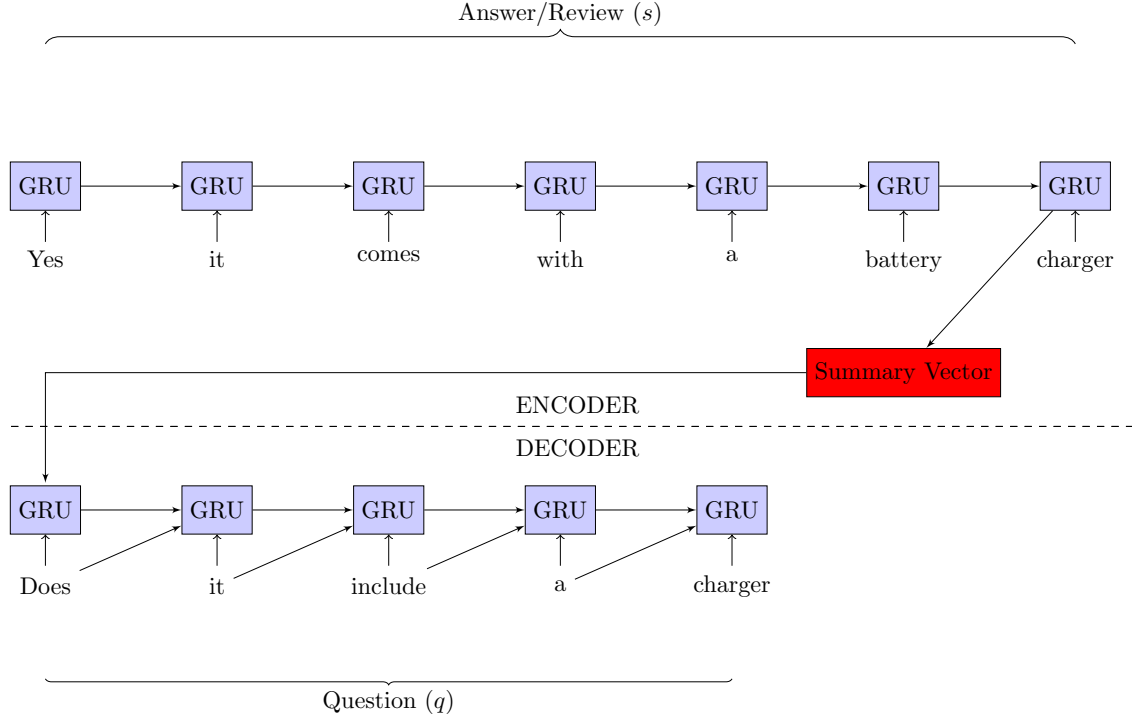 Answer/Review (s)
GRU GRU GRU GRU GRU GRU GRU
Yes it comes with a battery charger
Summary Vector
ENCODER
DECODER
GRU GRU GRU GRU GRU
Does it include a charger
Question (q)